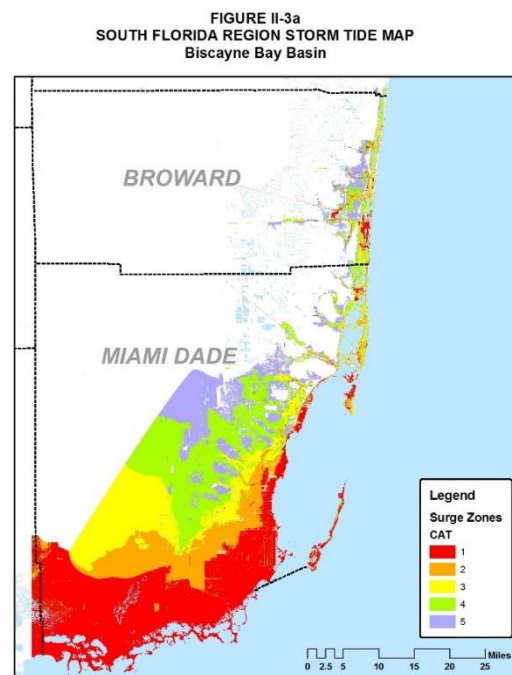 FIGURE II-3a
SOUTH FLORIDA REGION STORM TIDE MAP
Biscayne Bay Basin
BROWARD
MIAMI DADE
Legend
Surge Zones
CAT
1
2
3
4
5
Miles
0 2.5 5 10 15 20 25